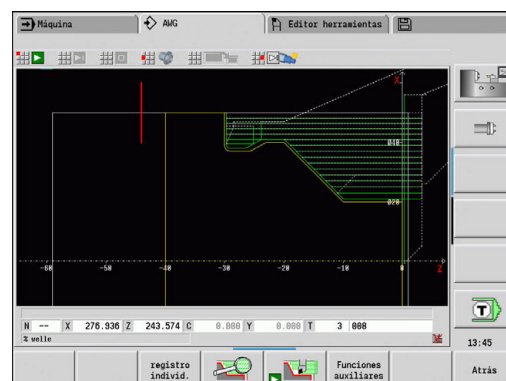 Máquina
AWG
Editor herramientas
X
ø40
ø20
-60 -50 -40 -30 -20 -10 0 Z
N -- X 276.936 Z 243.574 C 0.000 Y 0.000 T 3 000
% welle
T
13:45
registro individ.
Funciones auxiliares
Atrás